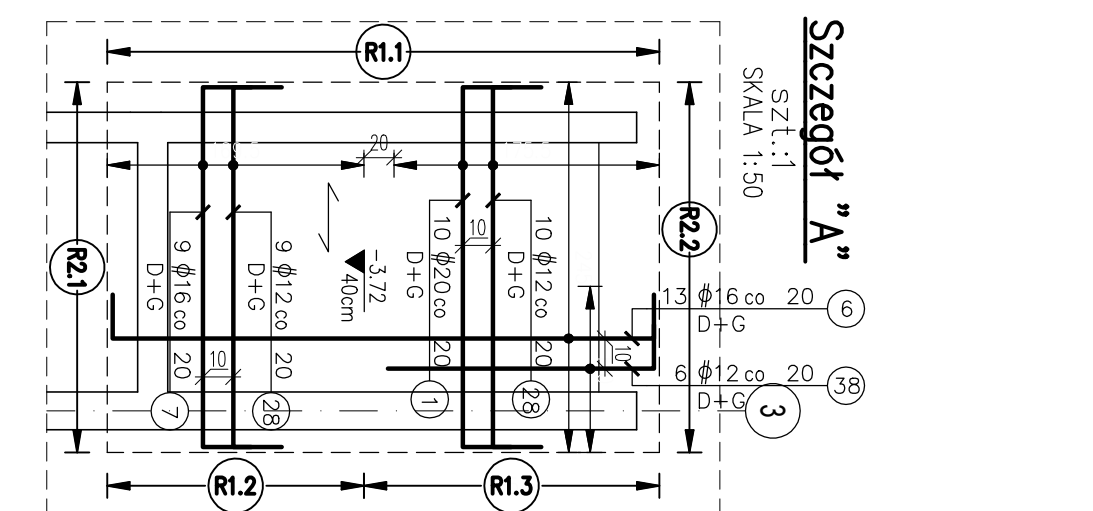 Szczegół "A"
szt.:1
SKALA 1:50
R1.1
20
R2.1
R2.2
9 ϕ16 co 20
D+G
7
10
9 ϕ12 co 20
D+G
28
-3.72
40cm
10 ϕ20 co 20
D+G
1
10
10 ϕ12 co 20
D+G
28
13 ϕ16 co 20
D+G
6
10
6 ϕ12 co 20
D+G
38
3
R1.2
R1.3